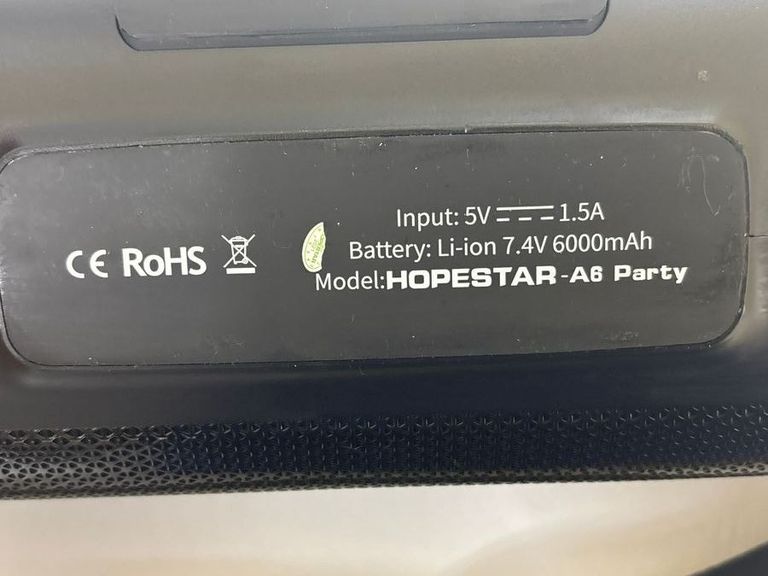 CE RoHS
Input: 5V 1.5A
Battery: Li-ion 7.4V 6000mAh
Model:HOPESTAR-A6 Party